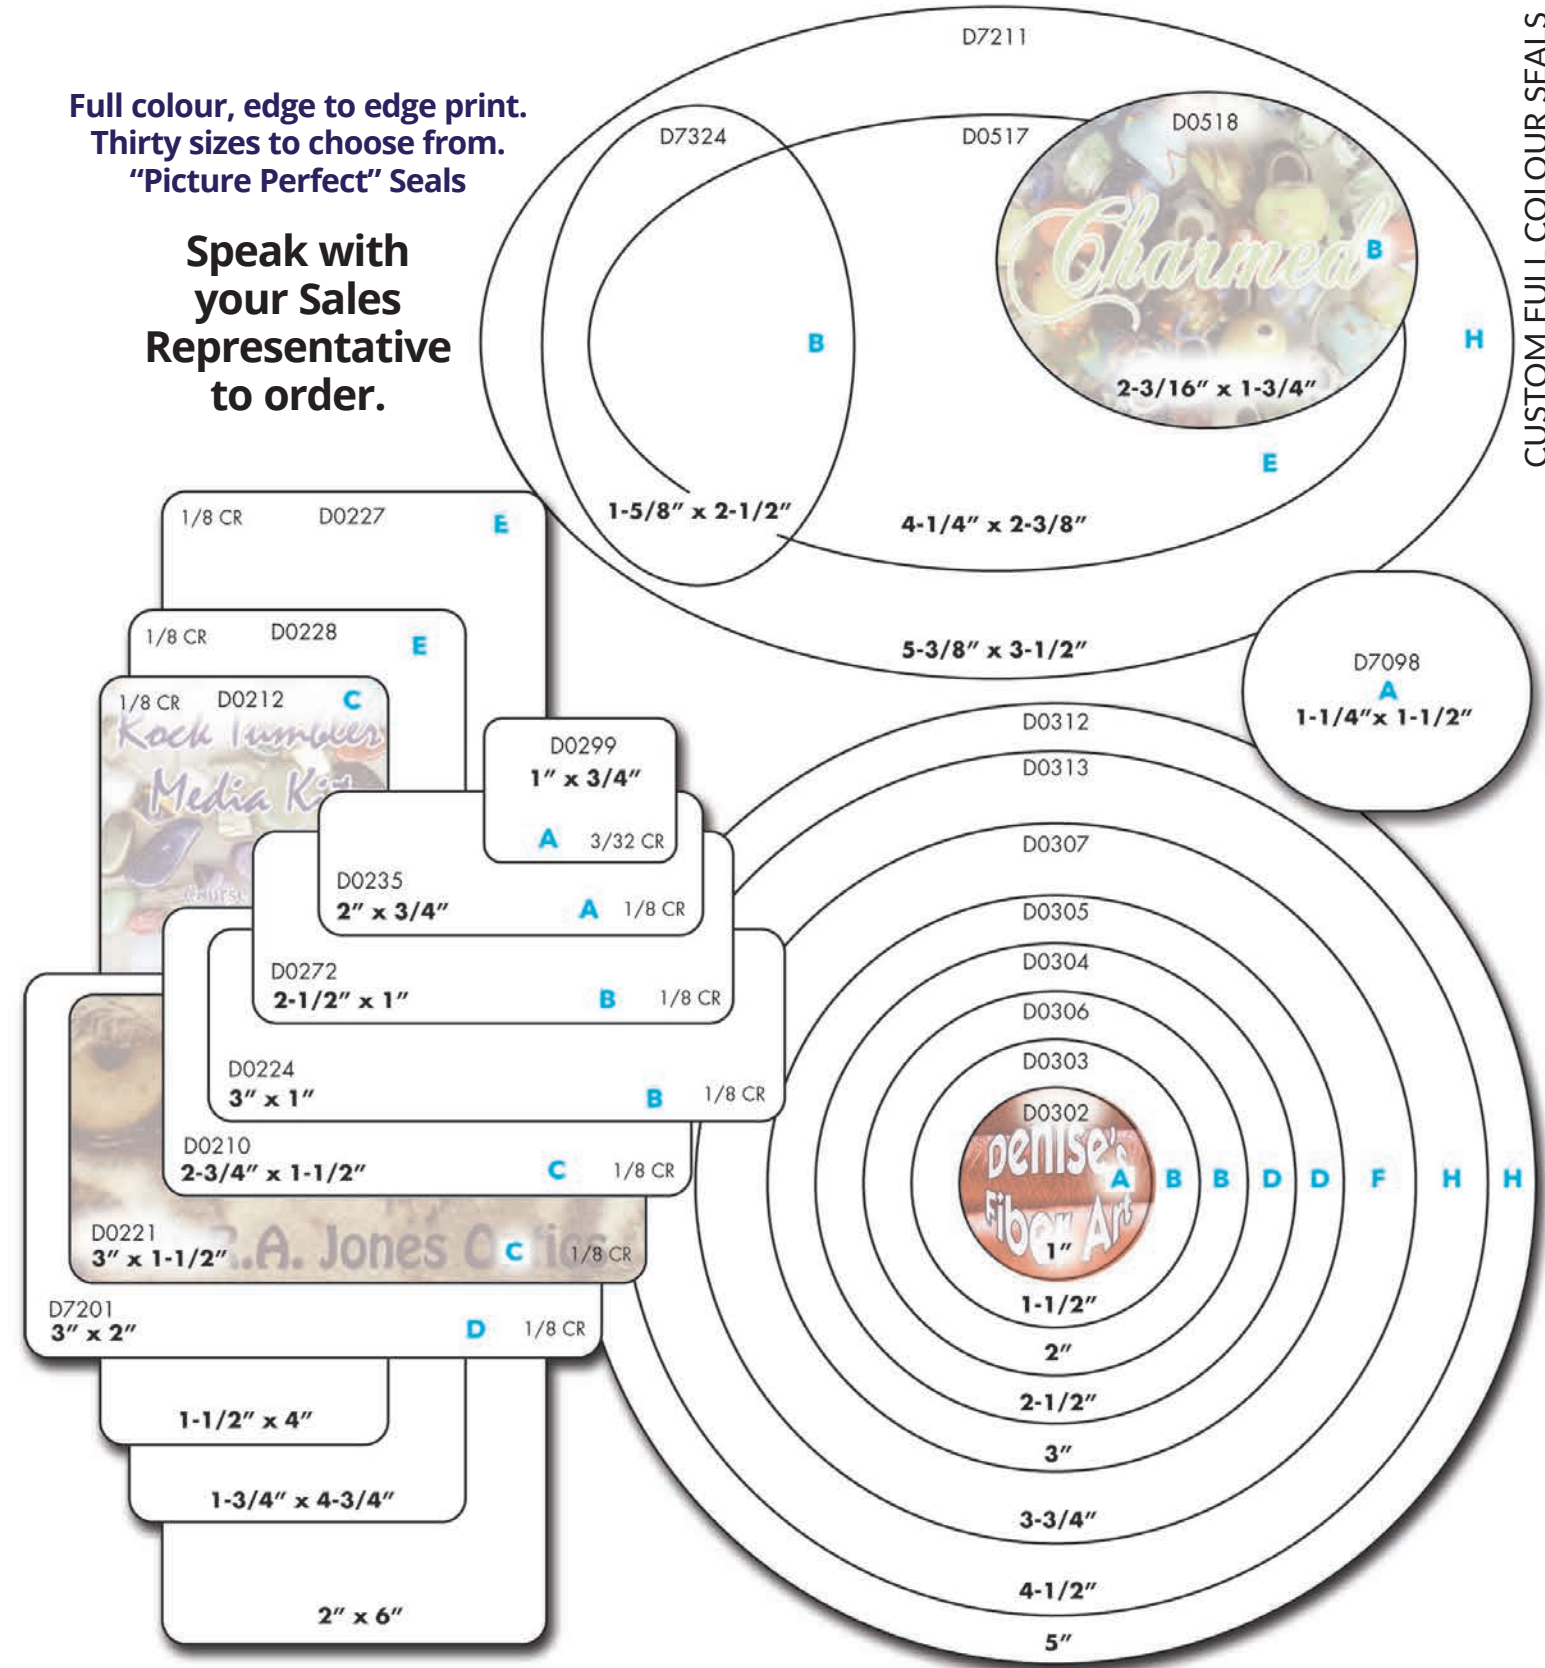 CUSTOM FULL COLOUR SEALS
Full colour, edge to edge print.
Thirty sizes to choose from.
“Picture Perfect” Seals
Speak with
your Sales
Representative
to order.
D7211
D7324
D0517
D0518
Charmed
B
2-3/16” x 1-3/4”
B
H
E
1-5/8” x 2-1/2”
4-1/4” x 2-3/8”
5-3/8” x 3-1/2”
D7098
A
1-1/4”x 1-1/2”
1/8 CR D0227 E
1/8 CR D0228 E
1/8 CR D0212 C
Rock Tumbler
Media Kit
D0299
1” x 3/4”
A 3/32 CR
D0235
2” x 3/4” A 1/8 CR
D0272
2-1/2” x 1” B 1/8 CR
D0224
3” x 1” B 1/8 CR
D0210
2-3/4” x 1-1/2” C 1/8 CR
D0221
3” x 1-1/2” .A. Jones C 1/8 CR
D7201
3” x 2” D 1/8 CR
1-1/2” x 4”
1-3/4” x 4-3/4”
2” x 6”
D0312
D0313
D0307
D0305
D0304
D0306
D0303
D0302
Denise's
Fiber Art
A B B D D F H H
1”
1-1/2”
2”
2-1/2”
3”
3-3/4”
4-1/2”
5”